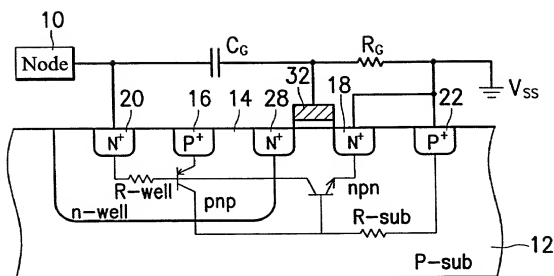 10
Node
C_G
R_G
V_SS
20
16
14
28
32
18
22
N⁺
P⁺
N⁺
N⁺
P⁺
R-well
n-well
pnp
npn
R-sub
P-sub
12